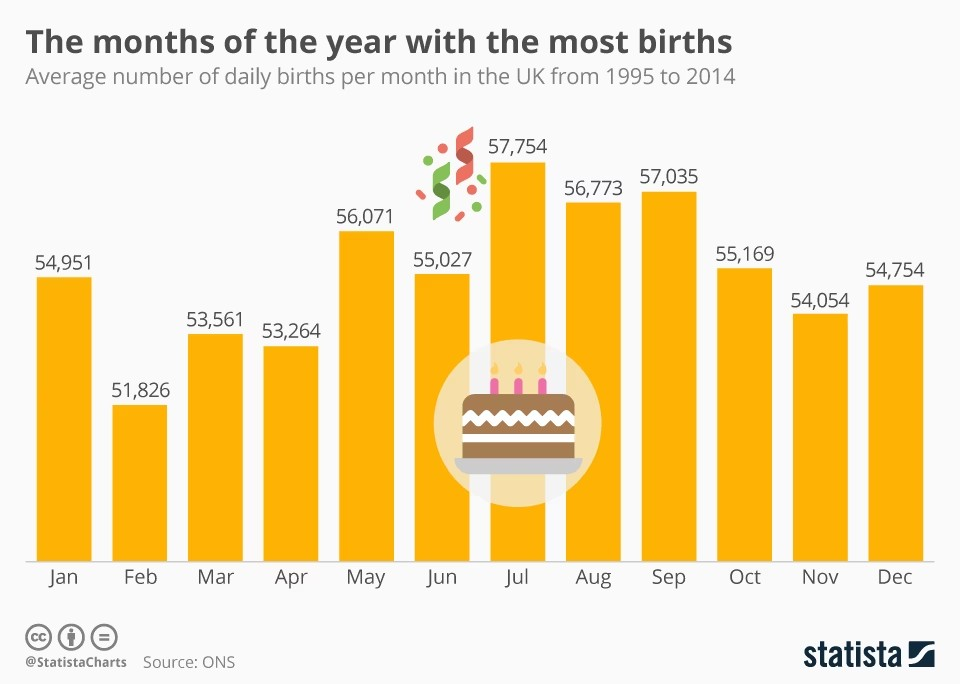 The months of the year with the most births
Average number of daily births per month in the UK from 1995 to 2014
54,951
51,826
53,561
53,264
56,071
55,027
57,754
56,773
57,035
55,169
54,054
54,754
Jan Feb Mar Apr May Jun Jul Aug Sep Oct Nov Dec
cc
@StatistaCharts Source: ONS
statista